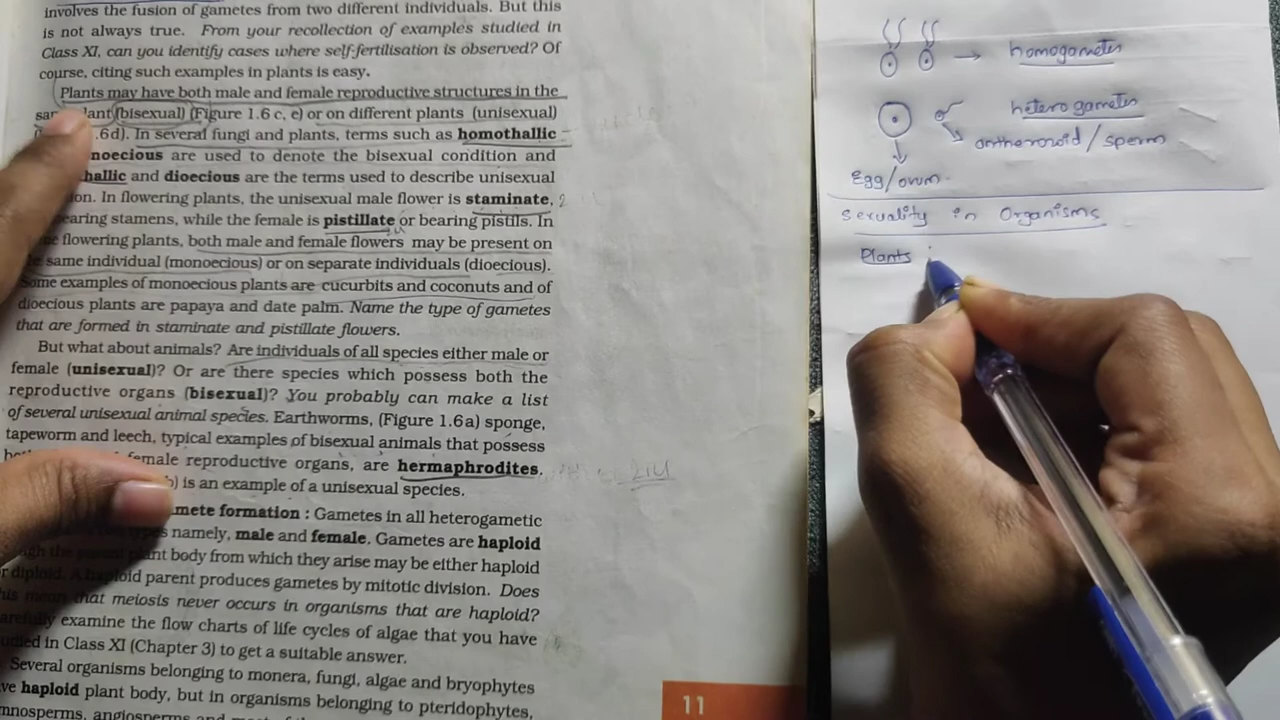 involves the fusion of gametes from two different individuals. But this
is not always true. From your recollection of examples studied in
Class XI, can you identify cases where self-fertilisation is observed? Of
course, citing such examples in plants is easy.
Plants may have both male and female reproductive structures in the
plant (bisexual) (Figure 1.6 c, e) or on different plants (unisexual)
.6d). In several fungi and plants, terms such as homothallic
noecious are used to denote the bisexual condition and
hallic and dioecious are the terms used to describe unisexual
ion. In flowering plants, the unisexual male flower is staminate,
earing stamens, while the female is pistillate or bearing pistils. In
flowering plants, both male and female flowers may be present on
same individual (monoecious) or on separate individuals (dioecious).
Some examples of monoecious plants are cucurbits and coconuts and of
dioecious plants are papaya and date palm. Name the type of gametes
that are formed in staminate and pistillate flowers.
But what about animals? Are individuals of all species either male or
female (unisexual)? Or are there species which possess both the
reproductive organs (bisexual)? You probably can make a list
of several unisexual animal species. Earthworms, (Figure 1.6a) sponge,
tapeworm and leech, typical examples of bisexual animals that possess
female reproductive organs, are hermaphrodites.
b) is an example of a unisexual species.
mete formation : Gametes in all heterogametic
namely, male and female. Gametes are haploid
plant body from which they arise may be either haploid
r diploid. A haploid parent produces gametes by mitotic division. Does
that meiosis never occurs in organisms that are haploid?
arefully examine the flow charts of life cycles of algae that you have
udied in Class XI (Chapter 3) to get a suitable answer.
Several organisms belonging to monera, fungi, algae and bryophytes
ve haploid plant body, but in organisms belonging to pteridophytes,
mnosperms, angiosperms and most of
11
homogametes
heterogametes
antherozoid/sperm
Egg/ovum.
Sexuality in Organisms
Plants